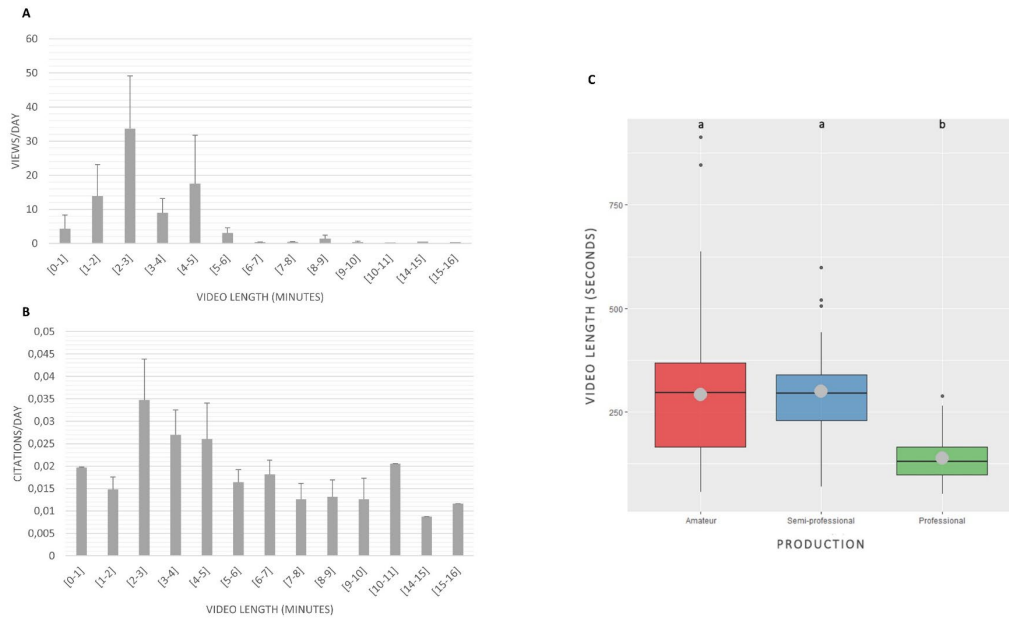 A
60
50
40
30
20
10
0
VIEWS/DAY
[0-1] [1-2] [2-3] [3-4] [4-5] [5-6] [6-7] [7-8] [8-9] [9-10] [10-11] [14-15] [15-16]
VIDEO LENGTH (MINUTES)
B
0,05
0,045
0,04
0,035
0,03
0,025
0,02
0,015
0,01
0,005
0
CITATIONS/DAY
[0-1] [1-2] [2-3] [3-4] [4-5] [5-6] [6-7] [7-8] [8-9] [9-10] [10-11] [14-15] [15-16]
VIDEO LENGTH (MINUTES)
C
a a b
750
500
250
VIDEO LENGTH (SECONDS)
Amateur Semi-professional Professional
PRODUCTION